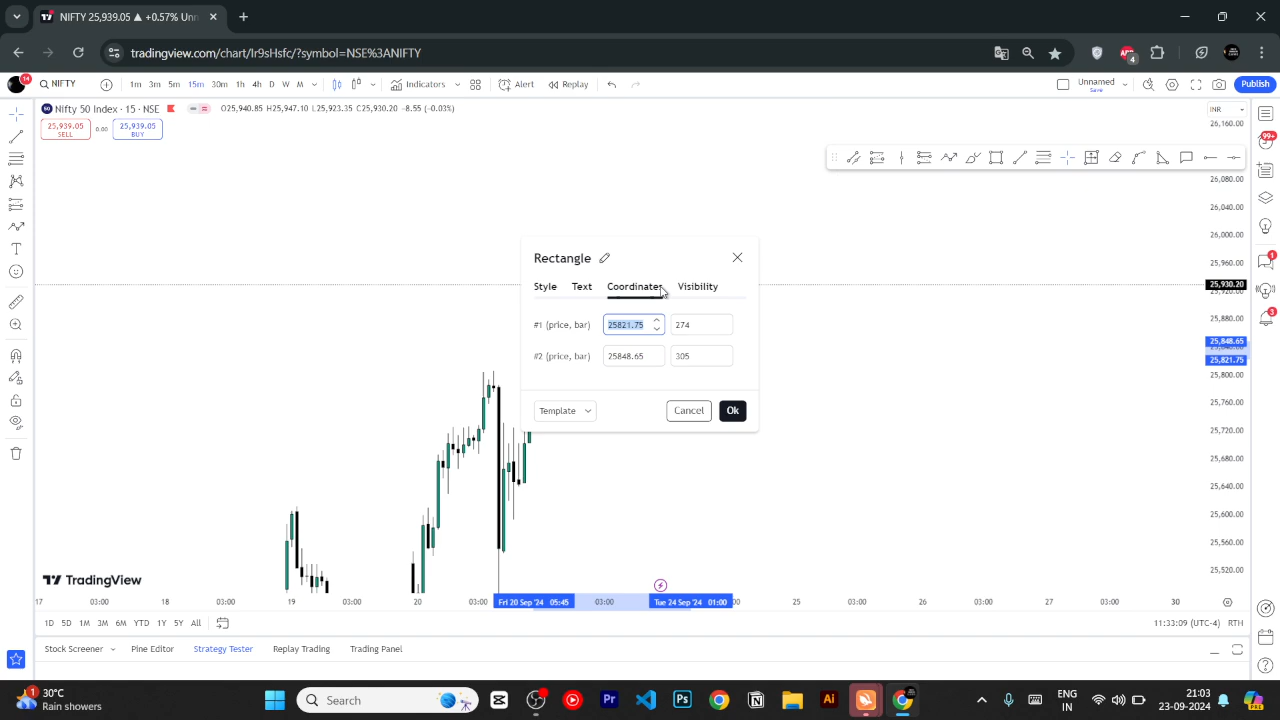 NIFTY 25,939.05 ▲ +0.57% Unn
tradingview.com/chart/Ir9sHsfc/?symbol=NSE%3ANIFTY
4
14
NIFTY
1m 3m 5m 15m 30m 1h 4h D W M
Indicators
Alert
Replay
Unnamed
Save
Publish
Nifty 50 Index · 15 · NSE
O25,940.85 H25,947.10 L25,923.35 C25,930.20 -8.55 (-0.03%)
25,939.05
SELL
0.00
25,939.05
BUY
INR
26,160.00
26,080.00
26,040.00
26,000.00
25,960.00
25,930.20
25,880.00
25,848.65
25,821.75
25,800.00
25,760.00
25,720.00
25,680.00
25,640.00
25,600.00
25,560.00
25,520.00
99+
1
3
Rectangle
Style Text Coordinates Visibility
#1 (price, bar) 25821.75 274
#2 (price, bar) 25848.65 305
Template Cancel Ok
TradingView
17 03:00 18 03:00 19 03:00 20 03:00 Fri 20 Sep '24 05:45 03:00 Tue 24 Sep '24 01:00 25 03:00 26 03:00 27 03:00 30
1D 5D 1M 3M 6M YTD 1Y 5Y All
11:33:09 (UTC-4) RTH
Stock Screener Pine Editor Strategy Tester Replay Trading Panel
1
30°C
Rain showers
Search
Pr
Ps
Ai
ENG
IN
21:03
23-09-2024